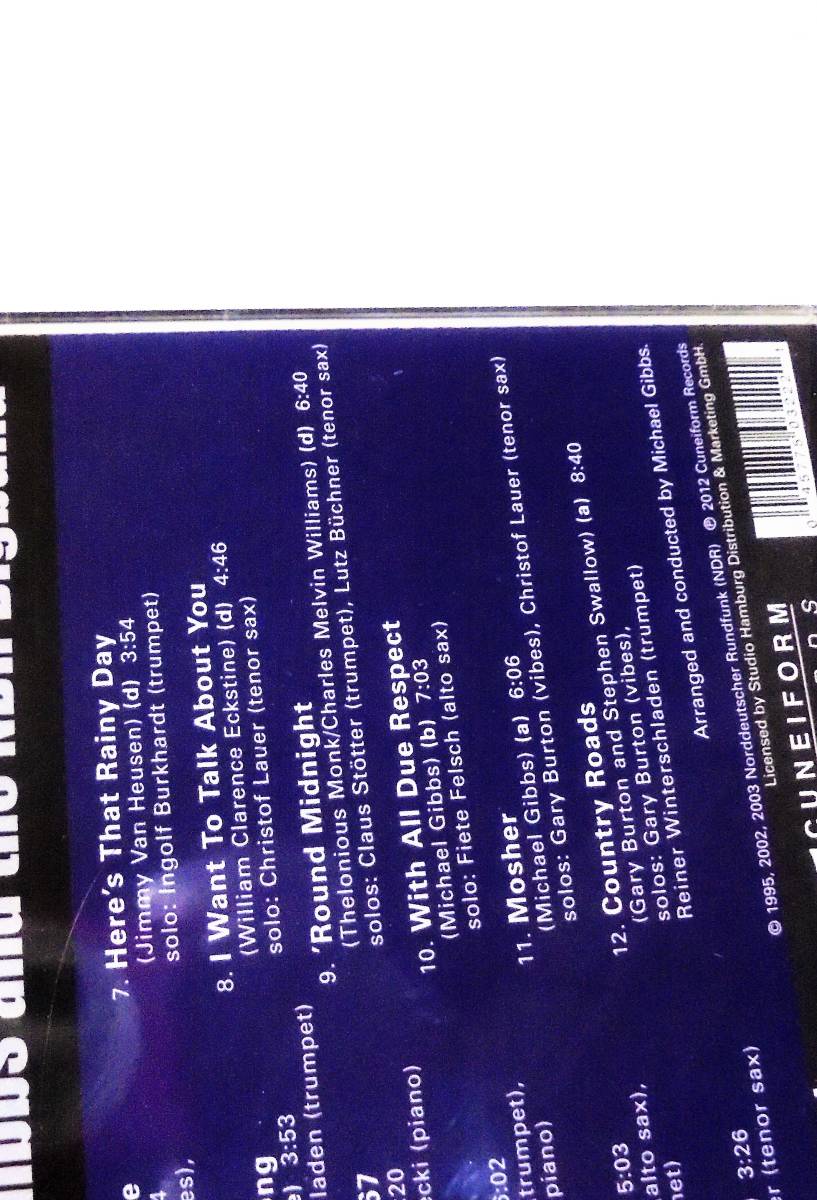 7. Here's That Rainy Day
(Jimmy Van Heusen) (d) 3:54
solo: Ingolf Burkhardt (trumpet)
8. I Want To Talk About You
(William Clarence Eckstine) (d) 4:46
solo: Christof Lauer (tenor sax)
9. 'Round Midnight
(Thelonious Monk/Charles Melvin Williams) (d) 6:40
solos: Claus Stötter (trumpet), Lutz Büchner (tenor sax)
10. With All Due Respect
(Michael Gibbs) (b) 7:03
solo: Fiete Felsch (alto sax)
11. Mosher
(Michael Gibbs) (a) 6:06
solos: Gary Burton (vibes), Christof Lauer (tenor sax)
12. Country Roads
(Gary Burton and Stephen Swallow) (a) 8:40
solos: Gary Burton (vibes),
Reiner Winterschladen (trumpet)
Arranged and conducted by Michael Gibbs.
© 1995, 2002, 2003 Norddeutscher Rundfunk (NDR) ℗ 2012 Cuneiform Records
Licensed by Studio Hamburg Distribution & Marketing GmbH.
CUNEIFORM
3:53
(trumpet)
(piano)
trumpet),
piano)
5:03
alto sax),
3:26
(tenor sax)